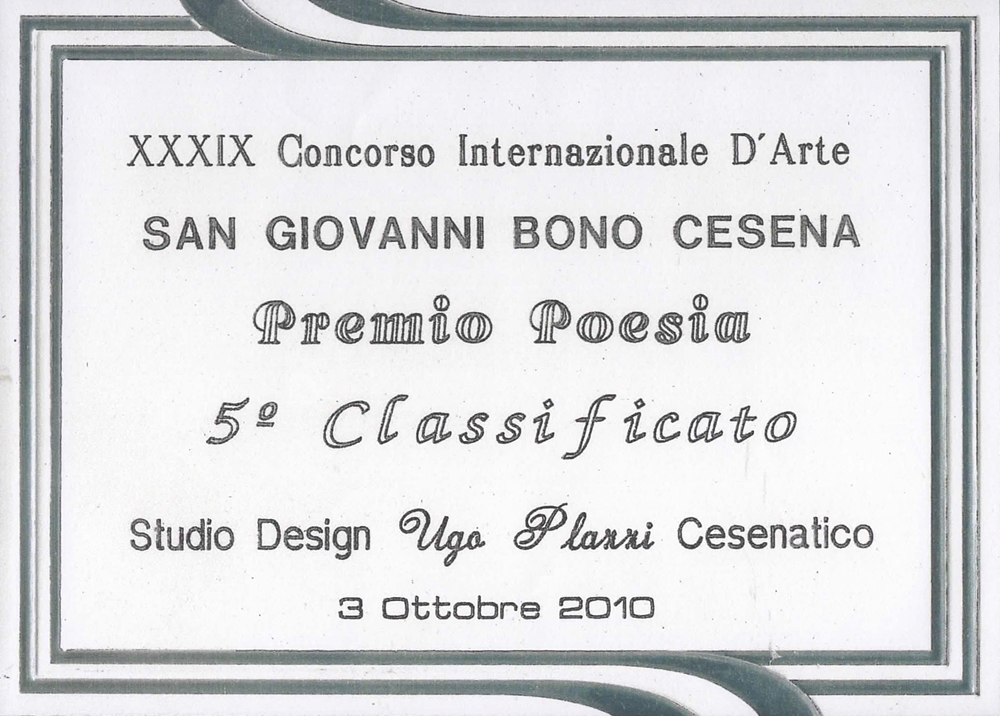 XXXIX Concorso Internazionale D´Arte
SAN GIOVANNI BONO CESENA
Premio Poesia
5º Classificato
Studio Design Ugo Plazzi Cesenatico
3 Ottobre 2010